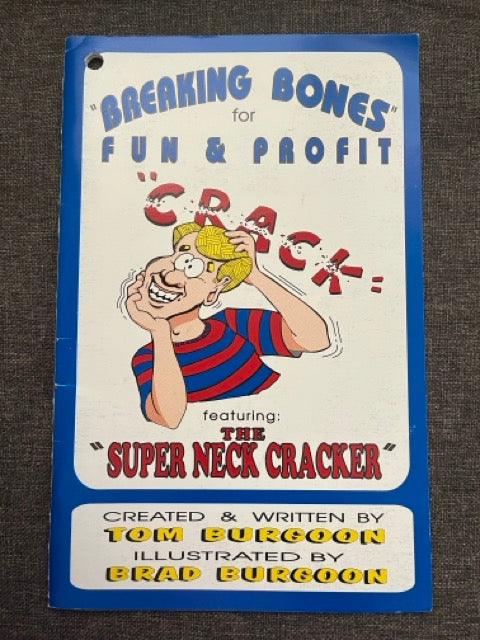 "BREAKING BONES"
for
FUN & PROFIT
"CRACK"
featuring:
THE
"SUPER NECK CRACKER"
CREATED & WRITTEN BY
TOM BURGOON
ILLUSTRATED BY
BRAD BURGOON